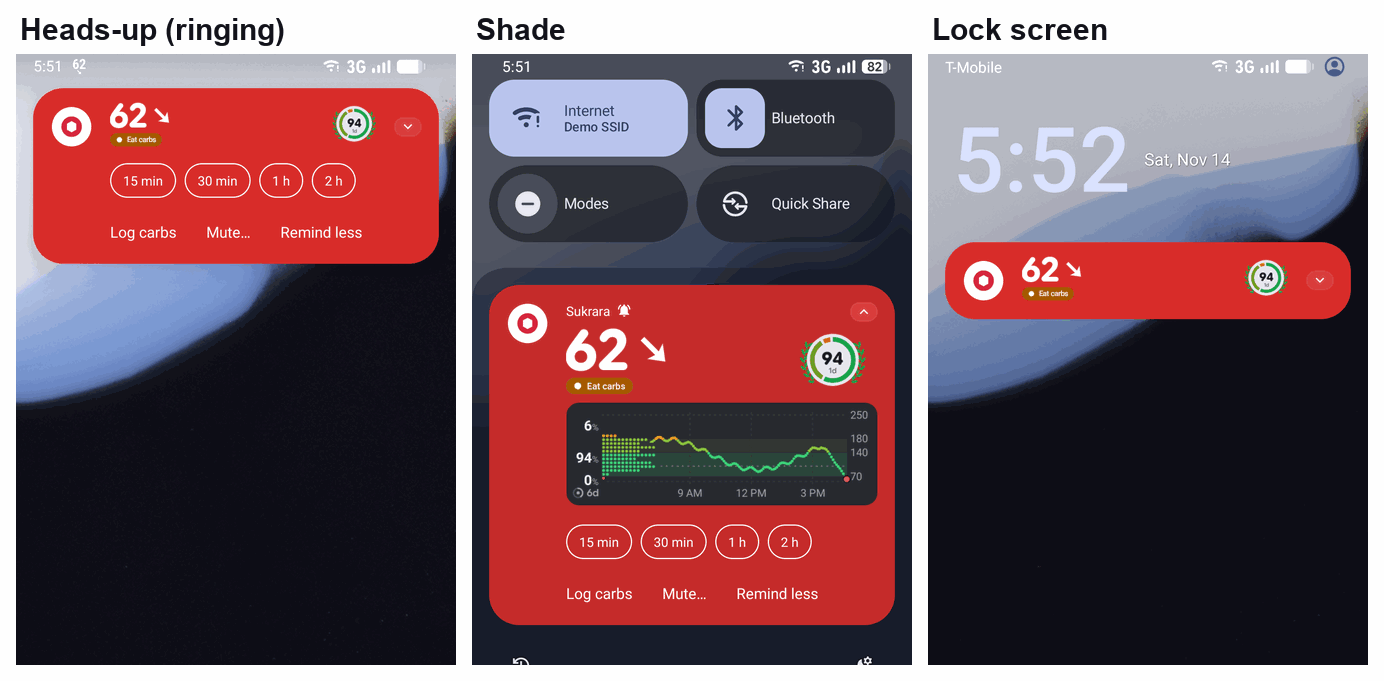 Heads-up (ringing)
5:51 62 3G
62
Eat carbs
94
1d
15 min 30 min 1 h 2 h
Log carbs Mute... Remind less
Shade
5:51 3G 82
Internet
Demo SSID
Bluetooth
Modes
Quick Share
Sukrara
62
Eat carbs
94
1d
250
6%
180
94%
140
0%
70
6d 9 AM 12 PM 3 PM
15 min 30 min 1 h 2 h
Log carbs Mute... Remind less
Lock screen
T-Mobile 3G
5:52 Sat, Nov 14
62
Eat carbs
94
1d